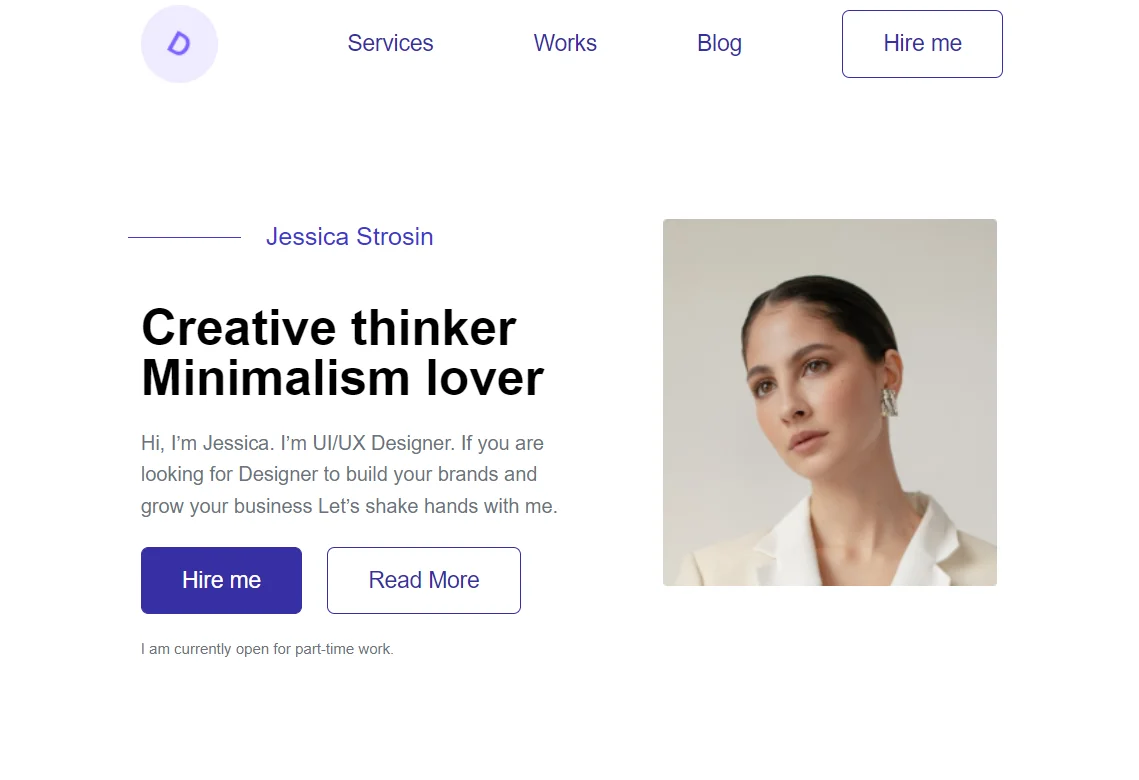 D
Services
Works
Blog
Hire me
Jessica Strosin
Creative thinker
Minimalism lover
Hi, I’m Jessica. I’m UI/UX Designer. If you are
looking for Designer to build your brands and
grow your business Let’s shake hands with me.
Hire me
Read More
I am currently open for part-time work.